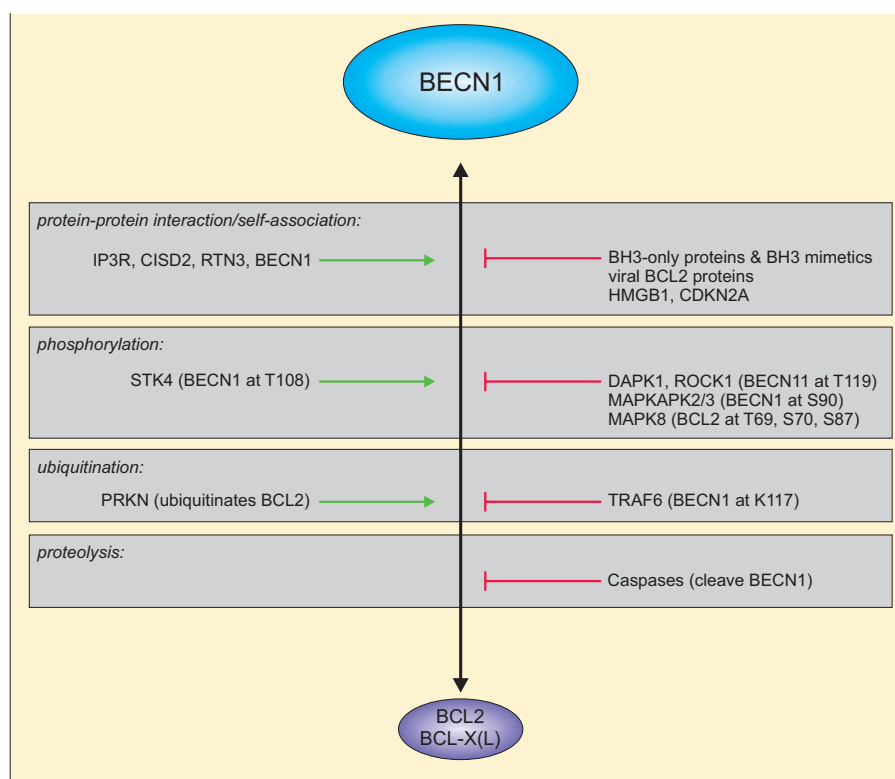 BECN1
protein-protein interaction/self-association:
IP3R, CISD2, RTN3, BECN1
BH3-only proteins & BH3 mimetics
viral BCL2 proteins
HMGB1, CDKN2A
phosphorylation:
STK4 (BECN1 at T108)
DAPK1, ROCK1 (BECN11 at T119)
MAPKAPK2/3 (BECN1 at S90)
MAPK8 (BCL2 at T69, S70, S87)
ubiquitination:
PRKN (ubiquitinates BCL2)
TRAF6 (BECN1 at K117)
proteolysis:
Caspases (cleave BECN1)
BCL2
BCL-X(L)